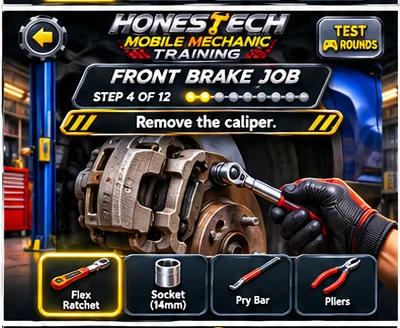 HONESTECH
MOBILE MECHANIC
TRAINING
TEST
ROUNDS
FRONT BRAKE JOB
STEP 4 OF 12
Remove the caliper.
Flex
Ratchet
Socket
(14mm)
Pry Bar
Pliers